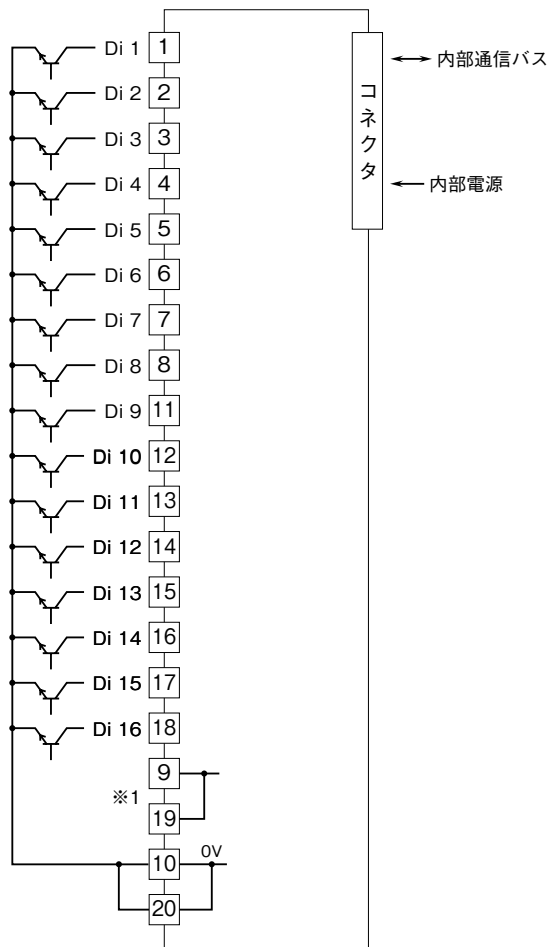 Di 1 1
Di 2 2
Di 3 3
Di 4 4
Di 5 5
Di 6 6
Di 7 7
Di 8 8
Di 9 11
Di 10 12
Di 11 13
Di 12 14
Di 13 15
Di 14 16
Di 15 17
Di 16 18
9
※1
19
10 0V
20
コネクタ
内部通信バス
内部電源